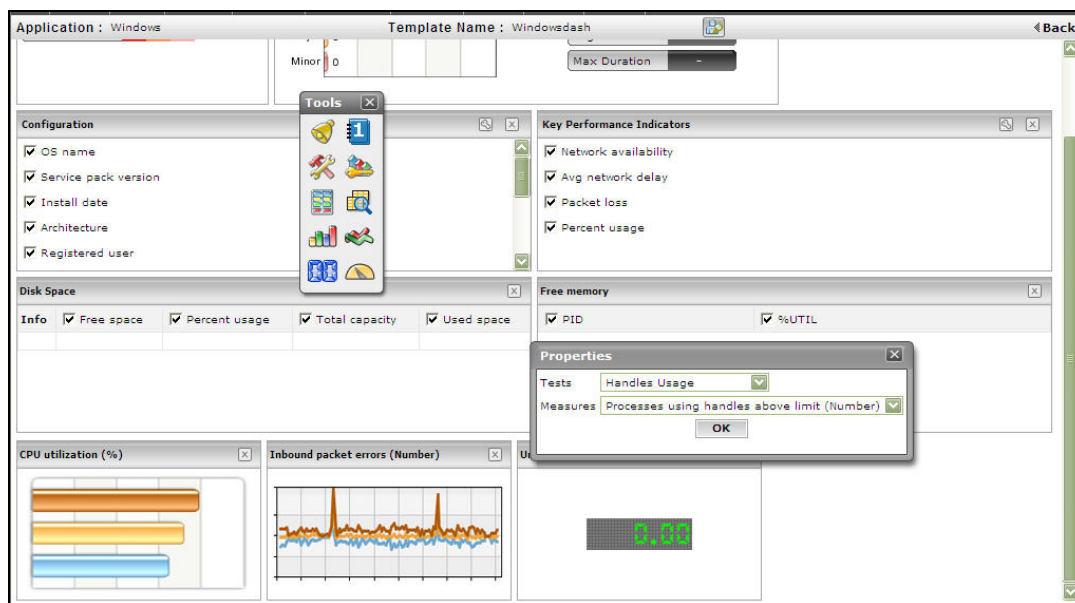 Application : Windows Template Name : Windowsdash Back
Minor 0
Max Duration -
Tools
Configuration
OS name
Service pack version
Install date
Architecture
Registered user
Key Performance Indicators
Network availability
Avg network delay
Packet loss
Percent usage
Disk Space
Info Free space Percent usage Total capacity Used space
Free memory
PID %UTIL
Properties
Tests Handles Usage
Measures Processes using handles above limit (Number)
OK
CPU utilization (%)
Inbound packet errors (Number)
0.00